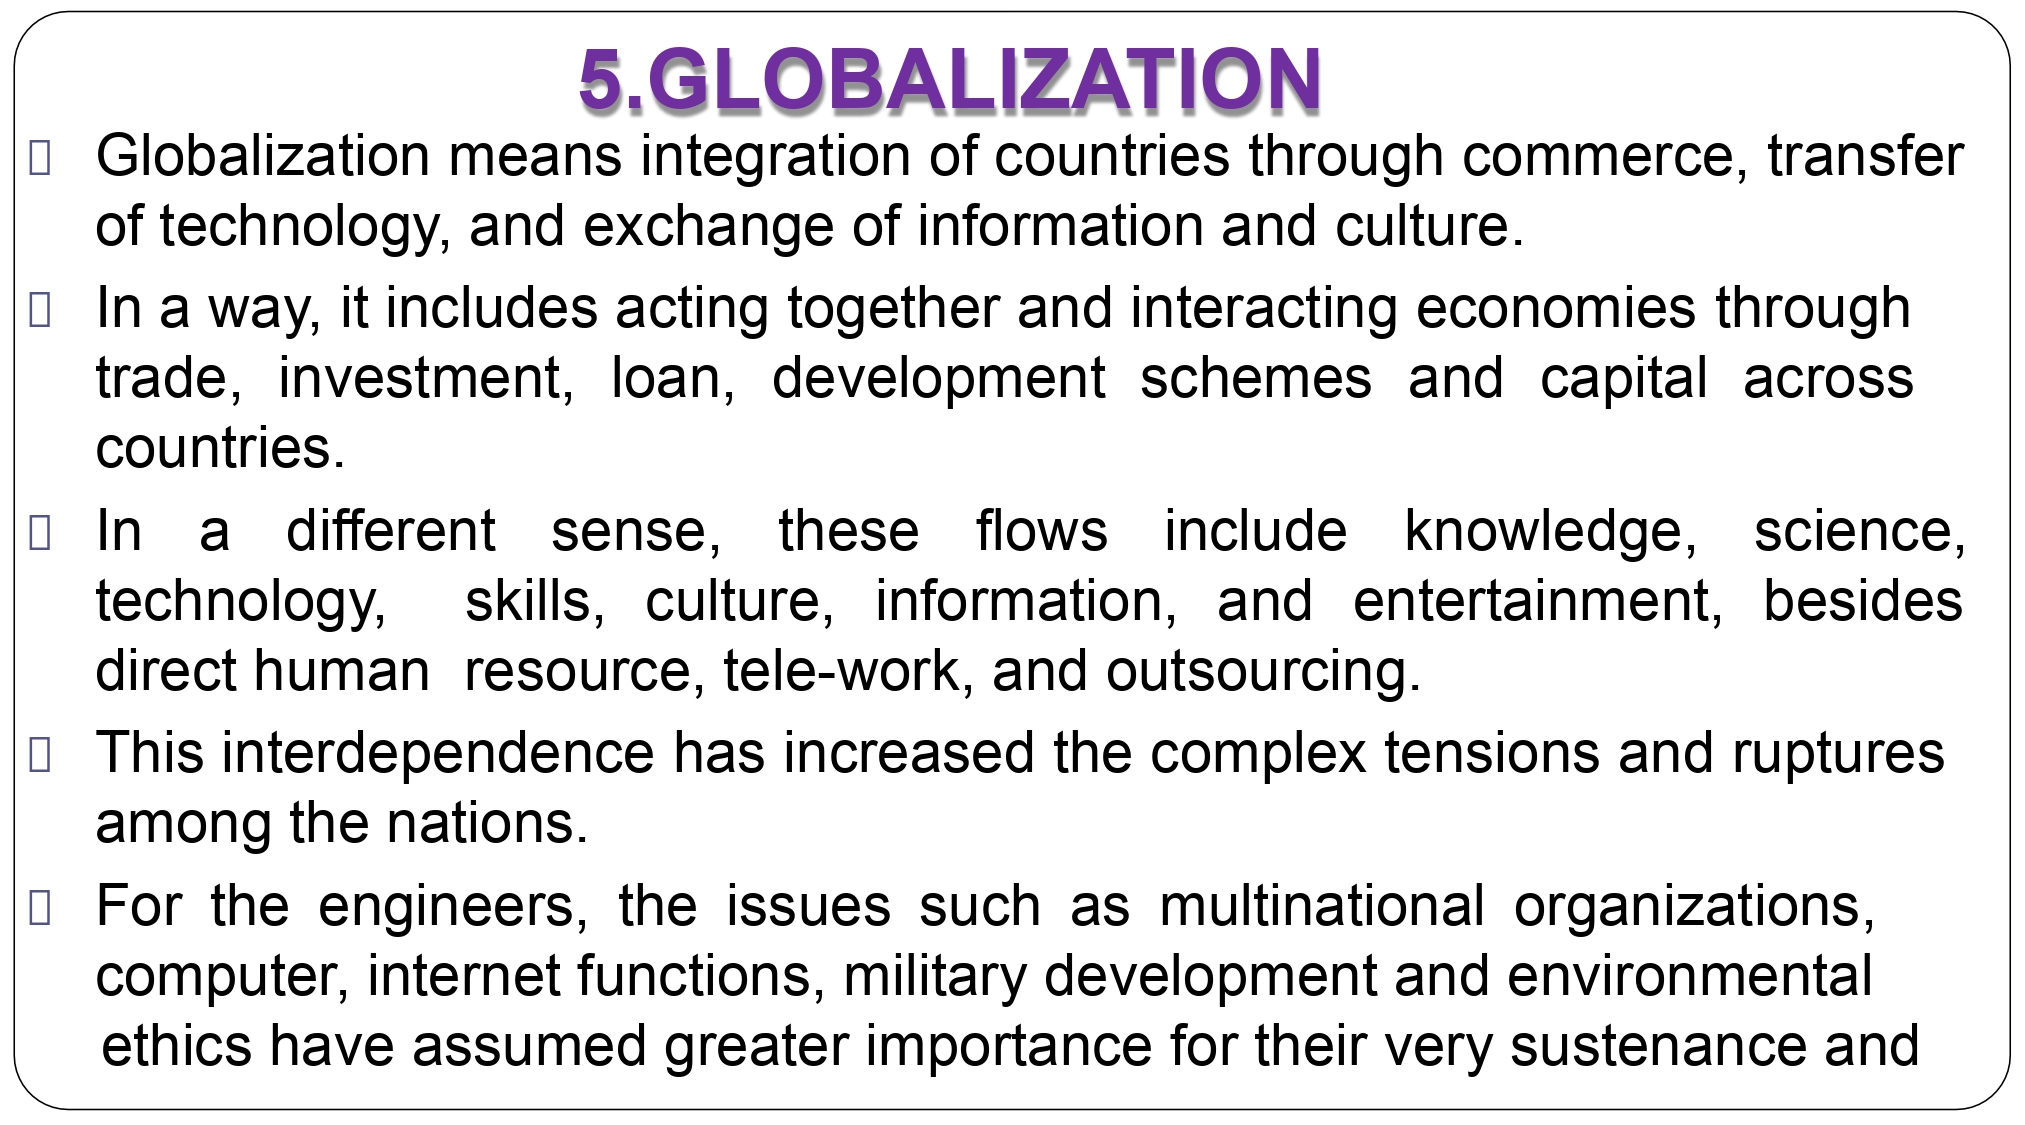 5.GLOBALIZATION
Globalization means integration of countries through commerce, transfer
of technology, and exchange of information and culture.
In a way, it includes acting together and interacting economies through
trade, investment, loan, development schemes and capital across
countries.
In a different sense, these flows include knowledge, science,
technology, skills, culture, information, and entertainment, besides
direct human resource, tele-work, and outsourcing.
This interdependence has increased the complex tensions and ruptures
among the nations.
For the engineers, the issues such as multinational organizations,
computer, internet functions, military development and environmental
ethics have assumed greater importance for their very sustenance and